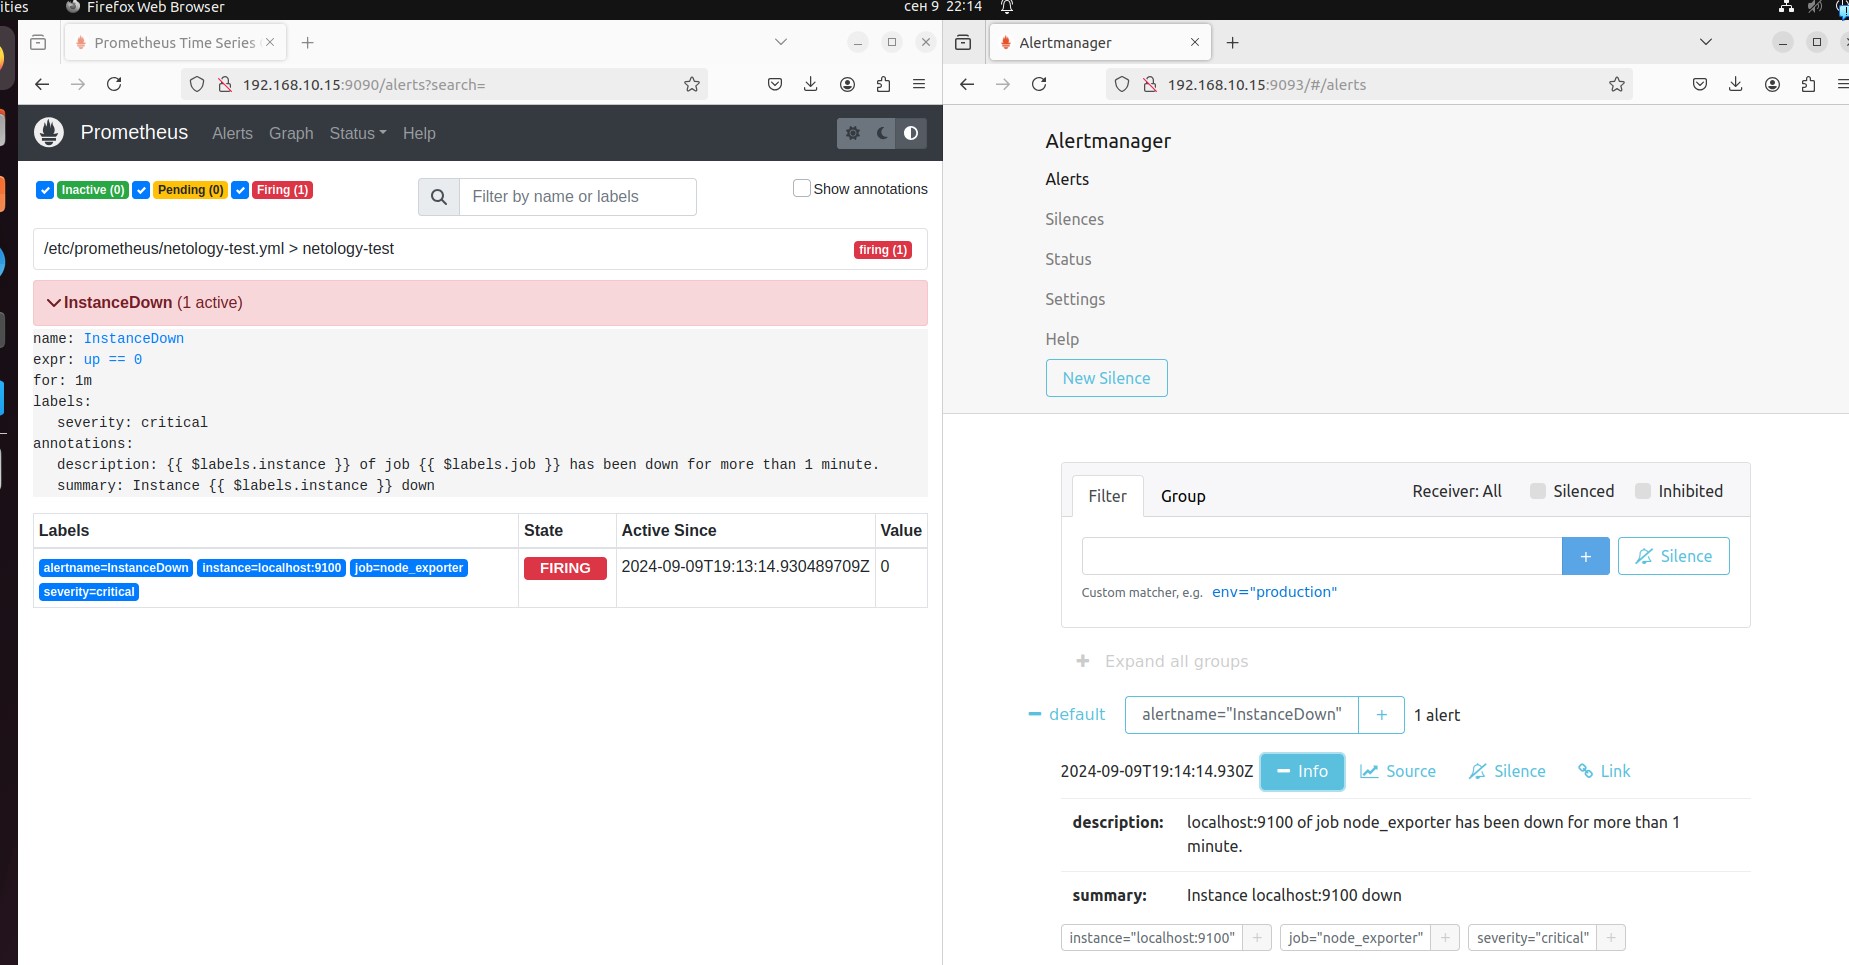 ities Firefox Web Browser сен 9 22:14
Prometheus Time Series
192.168.10.15:9090/alerts?search=
Prometheus Alerts Graph Status Help
Inactive (0) Pending (0) Firing (1) Filter by name or labels Show annotations
/etc/prometheus/netology-test.yml > netology-test firing (1)
InstanceDown (1 active)
name: InstanceDown
expr: up == 0
for: 1m
labels:
severity: critical
annotations:
description: {{ $labels.instance }} of job {{ $labels.job }} has been down for more than 1 minute.
summary: Instance {{ $labels.instance }} down
Labels State Active Since Value
alertname=InstanceDown instance=localhost:9100 job=node_exporter FIRING 2024-09-09T19:13:14.930489709Z 0
severity=critical
Alertmanager
192.168.10.15:9093/#/alerts
Alertmanager
Alerts
Silences
Status
Settings
Help
New Silence
Filter Group Receiver: All Silenced Inhibited
+ Silence
Custom matcher, e.g. env="production"
+ Expand all groups
− default alertname="InstanceDown" + 1 alert
2024-09-09T19:14:14.930Z − Info Source Silence Link
description: localhost:9100 of job node_exporter has been down for more than 1
minute.
summary: Instance localhost:9100 down
instance="localhost:9100" + job="node_exporter" + severity="critical" +